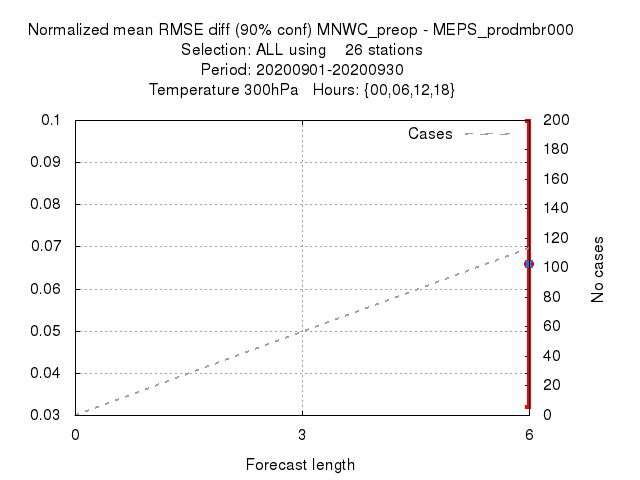 Normalized mean RMSE diff (90% conf) MNWC_preop - MEPS_prodmbr000
Selection: ALL using    26 stations
Period: 20200901-20200930
Temperature 300hPa   Hours: {00,06,12,18}
Cases
0.1
0.09
0.08
0.07
0.06
0.05
0.04
0.03
200
180
160
140
120
100
80
60
40
20
0
No cases
0 3 6
Forecast length